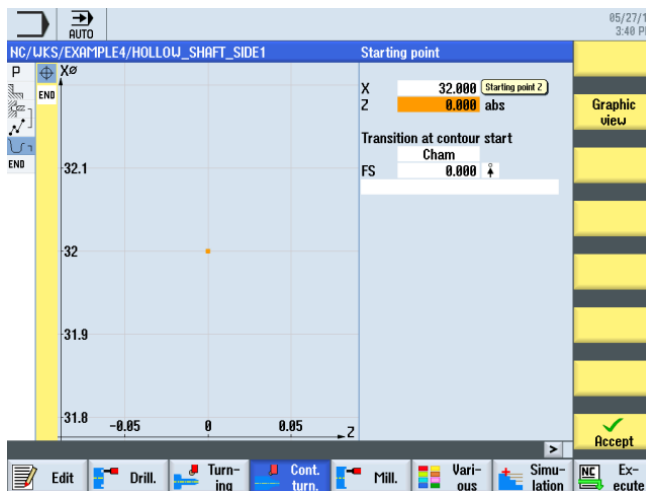 05/27/1
AUTO
3:40 P
NC/WKS/EXAMPLE4/HOLLOW_SHAFT_SIDE1
Starting point
P
XØ
END
X 32.000 Starting point Z
Z 0.000 abs
Graphic
view
Transition at contour start
Cham
FS 0.000
END
32.1
32
31.9
31.8
-0.05 0 0.05
Z
Accept
>
Edit
Drill.
Turn-
ing
Cont.
turn.
Mill.
Vari-
ous
Simu-
lation
NC
Ex-
ecute